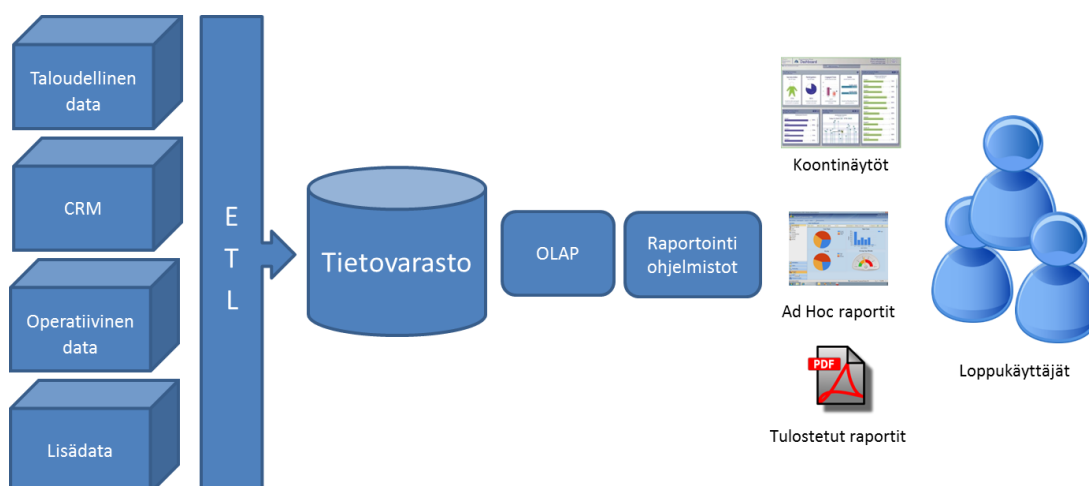 Taloudellinen
data
CRM
Operatiivinen
data
Lisädata
E
T
L
Tietovarasto
OLAP
Raportointi
ohjelmistot
Koontinäytöt
Ad Hoc raportit
PDF
Tulostetut raportit
Loppukäyttäjät